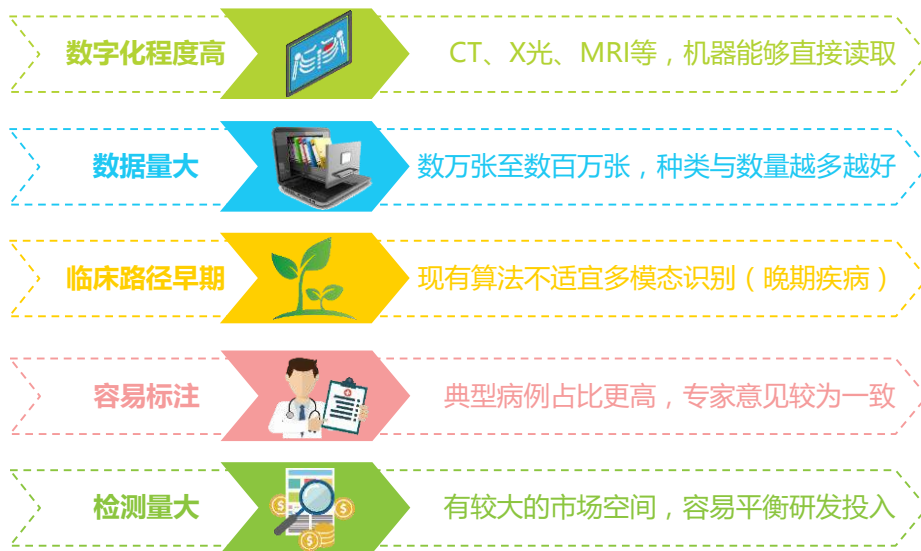 数字化程度高
CT、X光、MRI等，机器能够直接读取
数据量大
数万张至数百万张，种类与数量越多越好
临床路径早期
现有算法不适宜多模态识别（晚期疾病）
容易标注
典型病例占比更高，专家意见较为一致
检测量大
有较大的市场空间，容易平衡研发投入